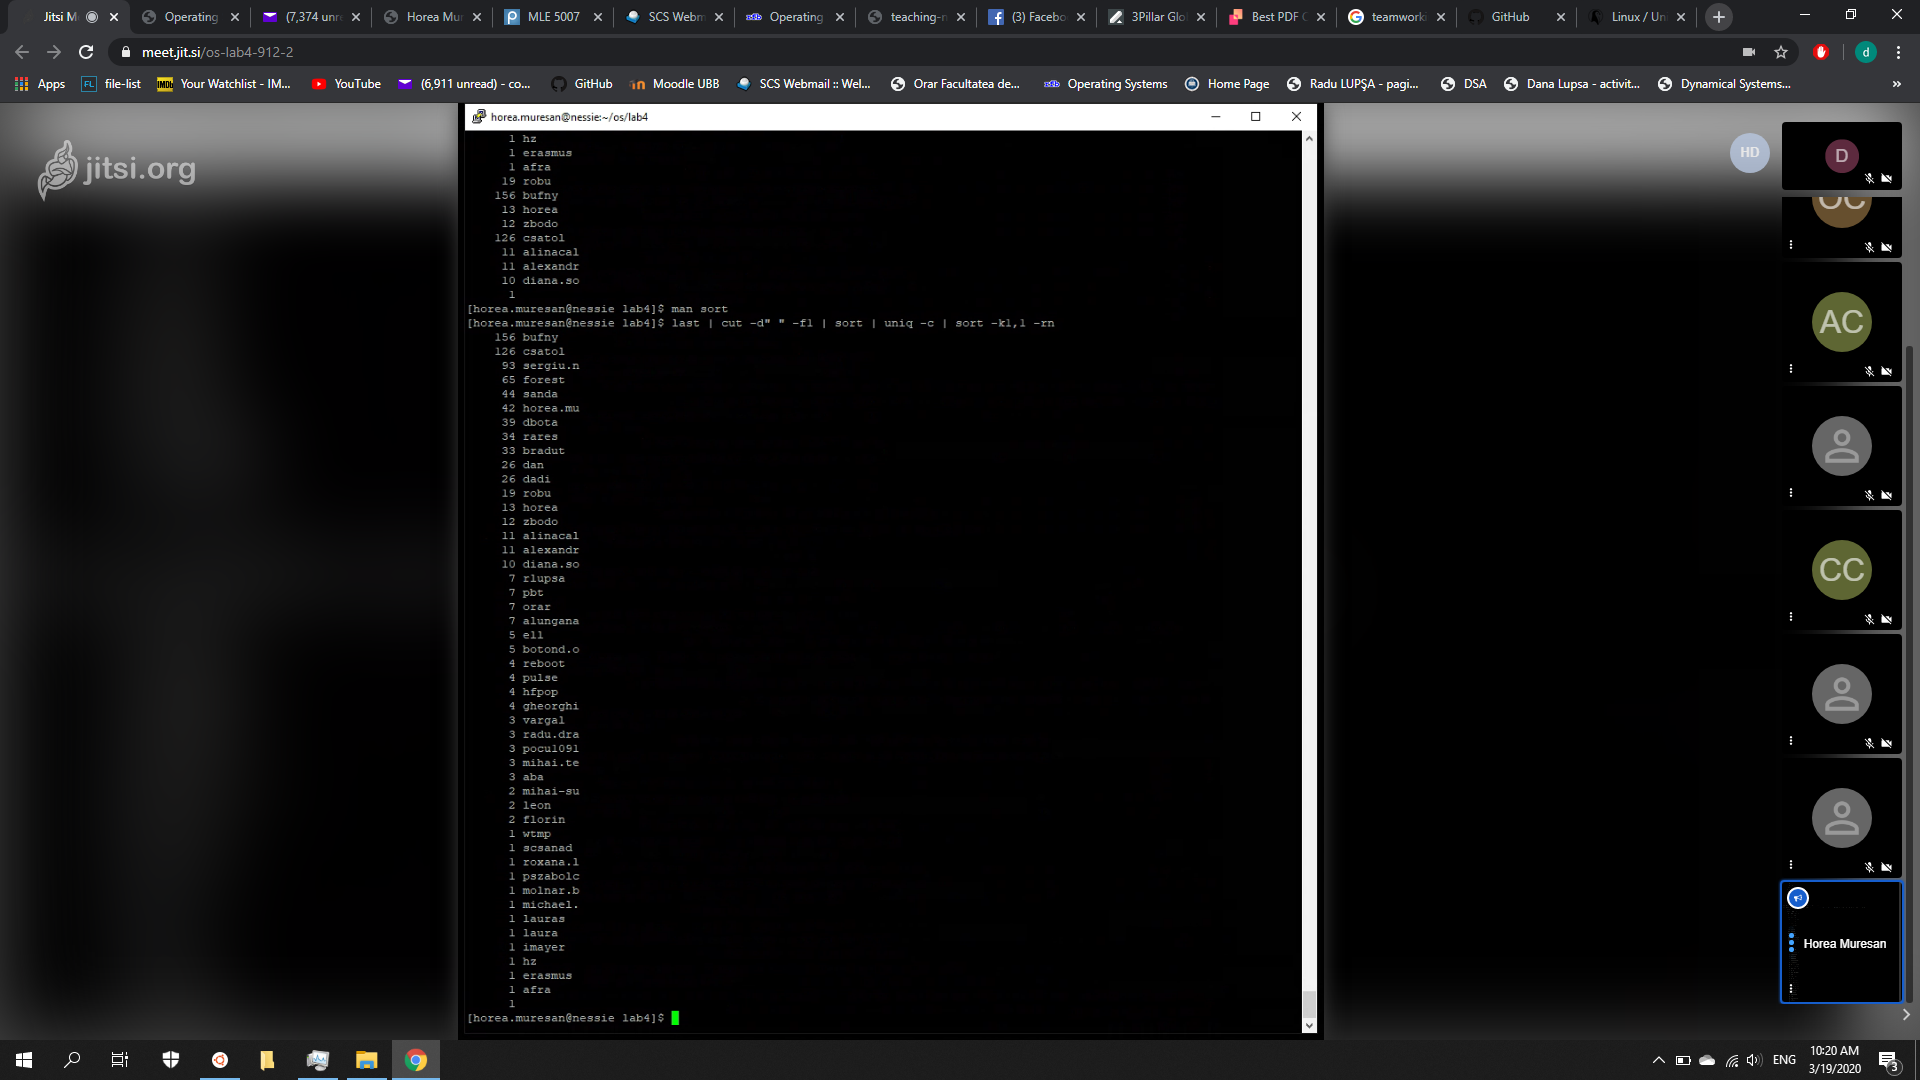 Jitsi M
Operating
(7,374 unr
Horea Mur
MLE 5007
SCS Webm
Operating
teaching-n
(3) Facebo
3Pillar Glo
Best PDF C
teamwork
GitHub
Linux / Un
meet.jit.si/os-lab4-912-2
d
Apps
file-list
Your Watchlist - IM...
YouTube
(6,911 unread) - co...
GitHub
Moodle UBB
SCS Webmail :: Wel...
Orar Facultatea de...
Operating Systems
Home Page
Radu LUPȘA - pagi...
DSA
Dana Lupsa - activit...
Dynamical Systems...
»
jitsi.org
horea.muresan@nessie:~/os/lab4
1 hz
1 erasmus
1 afra
19 robu
156 bufny
13 horea
12 zbodo
126 csatol
11 alinacal
11 alexandr
10 diana.so
1
[horea.muresan@nessie lab4]$ man sort
[horea.muresan@nessie lab4]$ last | cut -d" " -f1 | sort | uniq -c | sort -k1,1 -rn
156 bufny
126 csatol
93 sergiu.n
65 forest
44 sanda
42 horea.mu
39 dbota
34 rares
33 bradut
26 dan
26 dadi
19 robu
13 horea
12 zbodo
11 alinacal
11 alexandr
10 diana.so
7 rlupsa
7 pbt
7 orar
7 alungana
5 ell
5 botond.o
4 reboot
4 pulse
4 hfpop
4 gheorghi
3 vargal
3 radu.dra
3 pocul091
3 mihai.te
3 aba
2 mihai-su
2 leon
2 florin
1 wtmp
1 scsanad
1 roxana.l
1 pszabolc
1 molnar.b
1 michael.
1 lauras
1 laura
1 imayer
1 hz
1 erasmus
1 afra
1
[horea.muresan@nessie lab4]$
HD
D
OC
AC
CC
Horea Muresan
ENG
10:20 AM
3/19/2020
3